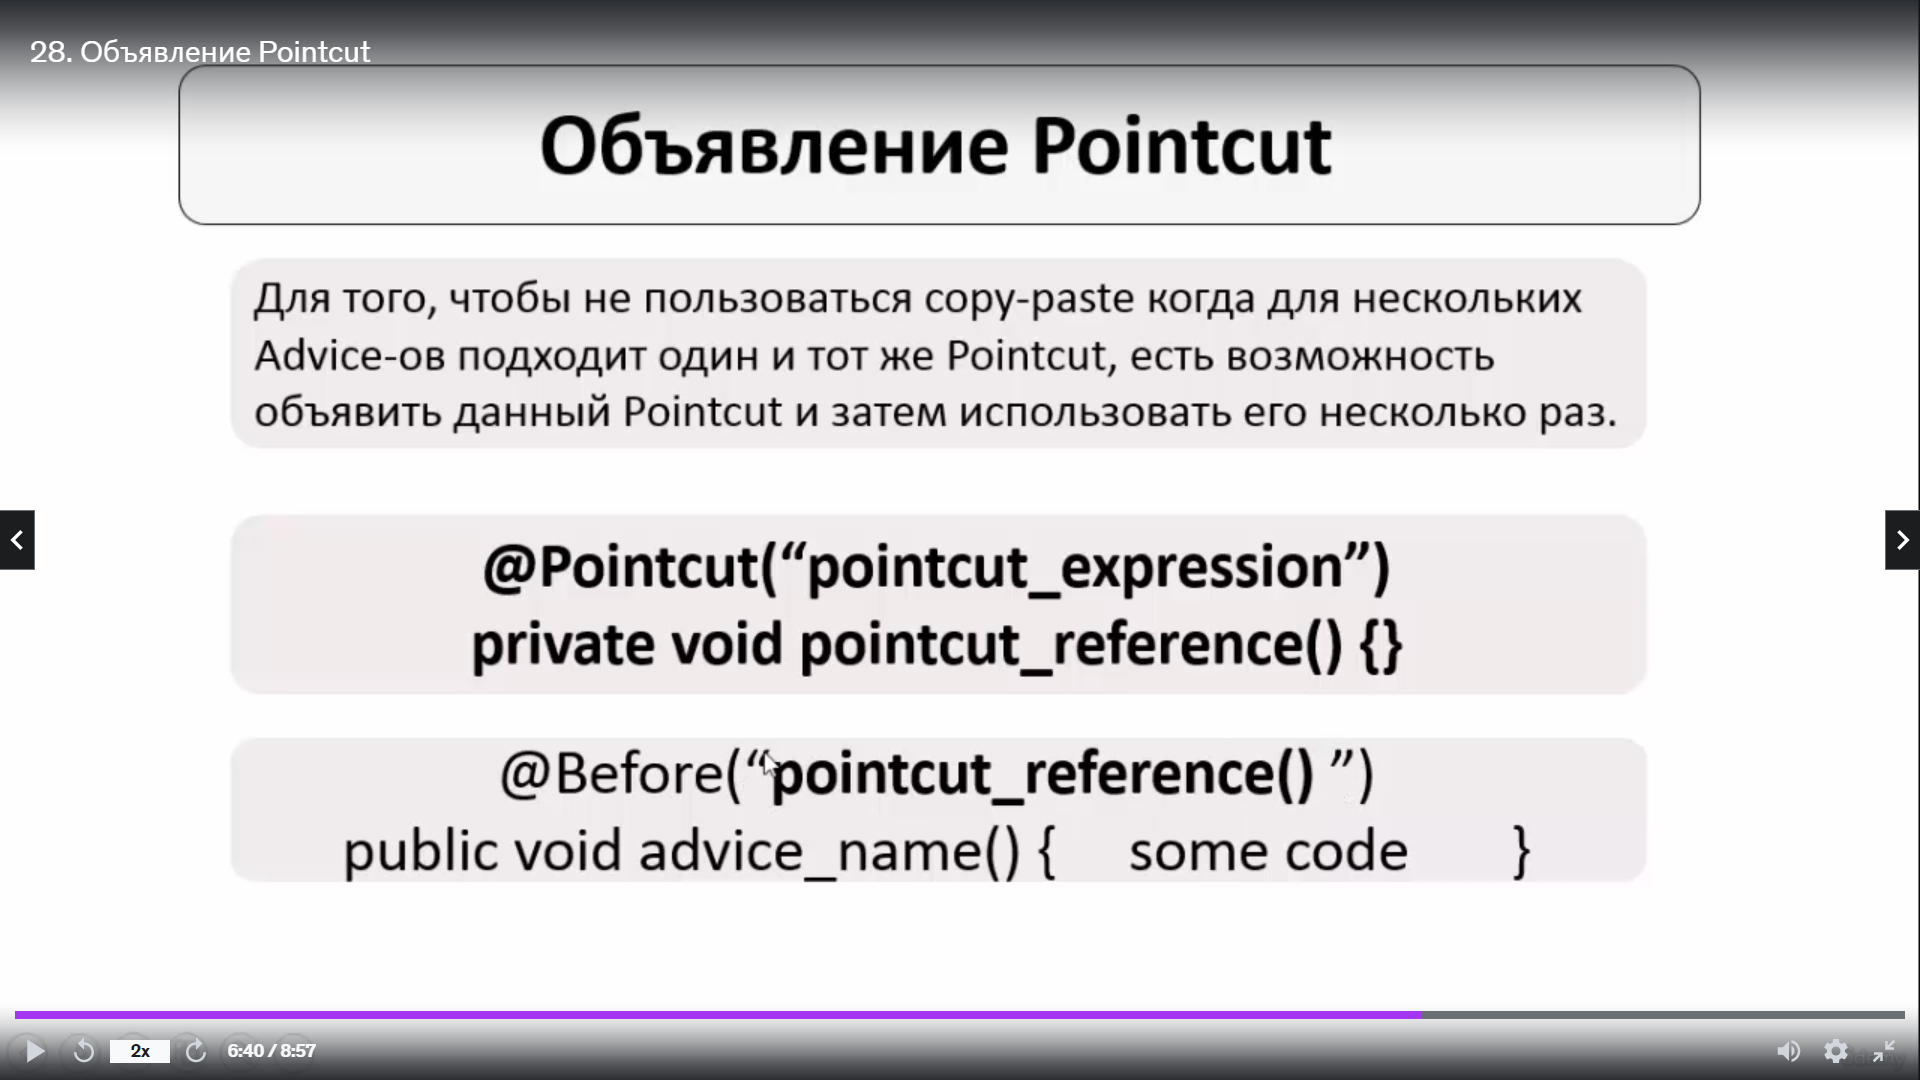 28. Объявление Pointcut
Объявление Pointcut
Для того, чтобы не пользоваться copy-paste когда для нескольких
Advice-ов подходит один и тот же Pointcut, есть возможность
объявить данный Pointcut и затем использовать его несколько раз.
@Pointcut(“pointcut_expression”)
private void pointcut_reference() {}
@Before(“pointcut_reference() ”)
public void advice_name() { some code }
2x
6:40 / 8:57